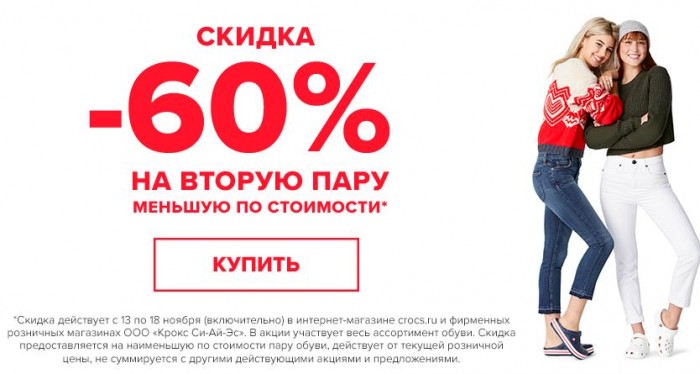 СКИДКА
-60%
НА ВТОРУЮ ПАРУ
МЕНЬШУЮ ПО СТОИМОСТИ*
КУПИТЬ
*Скидка действует с 13 по 18 ноября (включительно) в интернет-магазине crocs.ru и фирменных
розничных магазинах ООО «Крокс Си-Ай-Эс». В акции участвует весь ассортимент обуви. Скидка
предоставляется на наименьшую по стоимости пару обуви, действует от текущей розничной
цены, не суммируется с другими действующими акциями и предложениями.